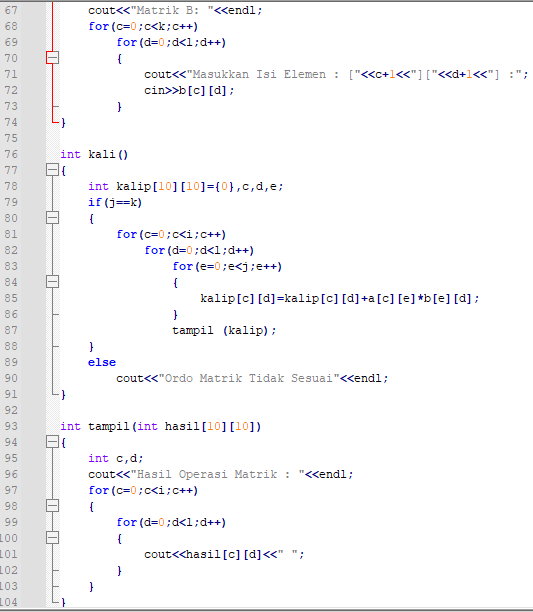 67 cout<<"Matrik B: "<<endl;
68 for(c=0;c<k;c++)
69 for(d=0;d<l;d++)
70 {
71 cout<<"Masukkan Isi Elemen : ["<<c+1<<"]["<<d+1<<"] :";
72 cin>>b[c][d];
73 }
74 }
75
76 int kali()
77 {
78 int kalip[10][10]={0},c,d,e;
79 if(j==k)
80 {
81 for(c=0;c<i;c++)
82 for(d=0;d<l;d++)
83 for(e=0;e<j;e++)
84 {
85 kalip[c][d]=kalip[c][d]+a[c][e]*b[e][d];
86 }
87 tampil (kalip);
88 }
89 else
90 cout<<"Ordo Matrik Tidak Sesuai"<<endl;
91 }
92
93 int tampil(int hasil[10][10])
94 {
95 int c,d;
96 cout<<"Hasil Operasi Matrik : "<<endl;
97 for(c=0;c<i;c++)
98 {
99 for(d=0;d<l;d++)
100 {
101 cout<<hasil[c][d]<<" ";
102 }
103 }
104 }